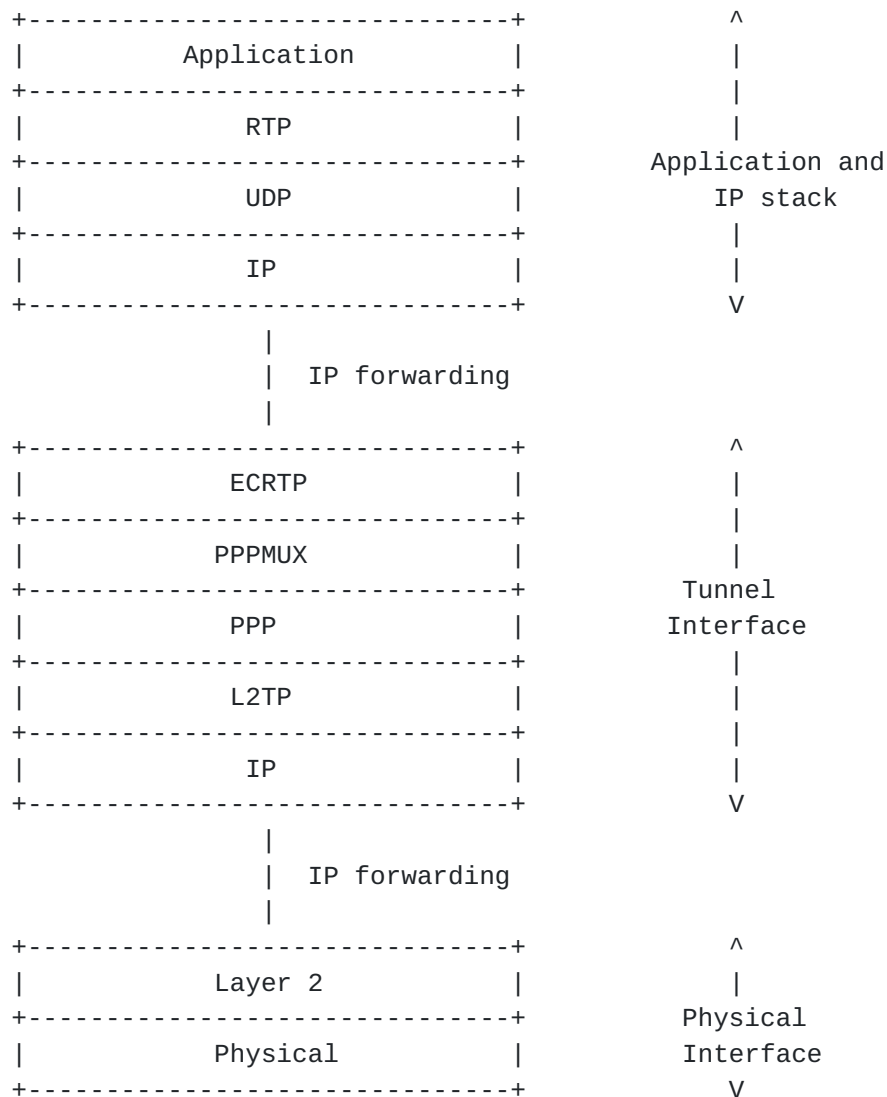 +-------------------------------+             ^
|          Application          |             |
+-------------------------------+             |
|              RTP              |             |
+-------------------------------+        Application and
|              UDP              |            IP stack
+-------------------------------+             |
|              IP               |             |
+-------------------------------+             V
                |
                |  IP forwarding
                |
+-------------------------------+             ^
|             ECRTP             |             |
+-------------------------------+             |
|            PPPMUX             |             |
+-------------------------------+          Tunnel
|             PPP               |         Interface
+-------------------------------+             |
|             L2TP              |             |
+-------------------------------+             |
|              IP               |             |
+-------------------------------+             V
                |
                |  IP forwarding
                |
+-------------------------------+             ^
|            Layer 2            |             |
+-------------------------------+          Physical
|            Physical           |          Interface
+-------------------------------+             V